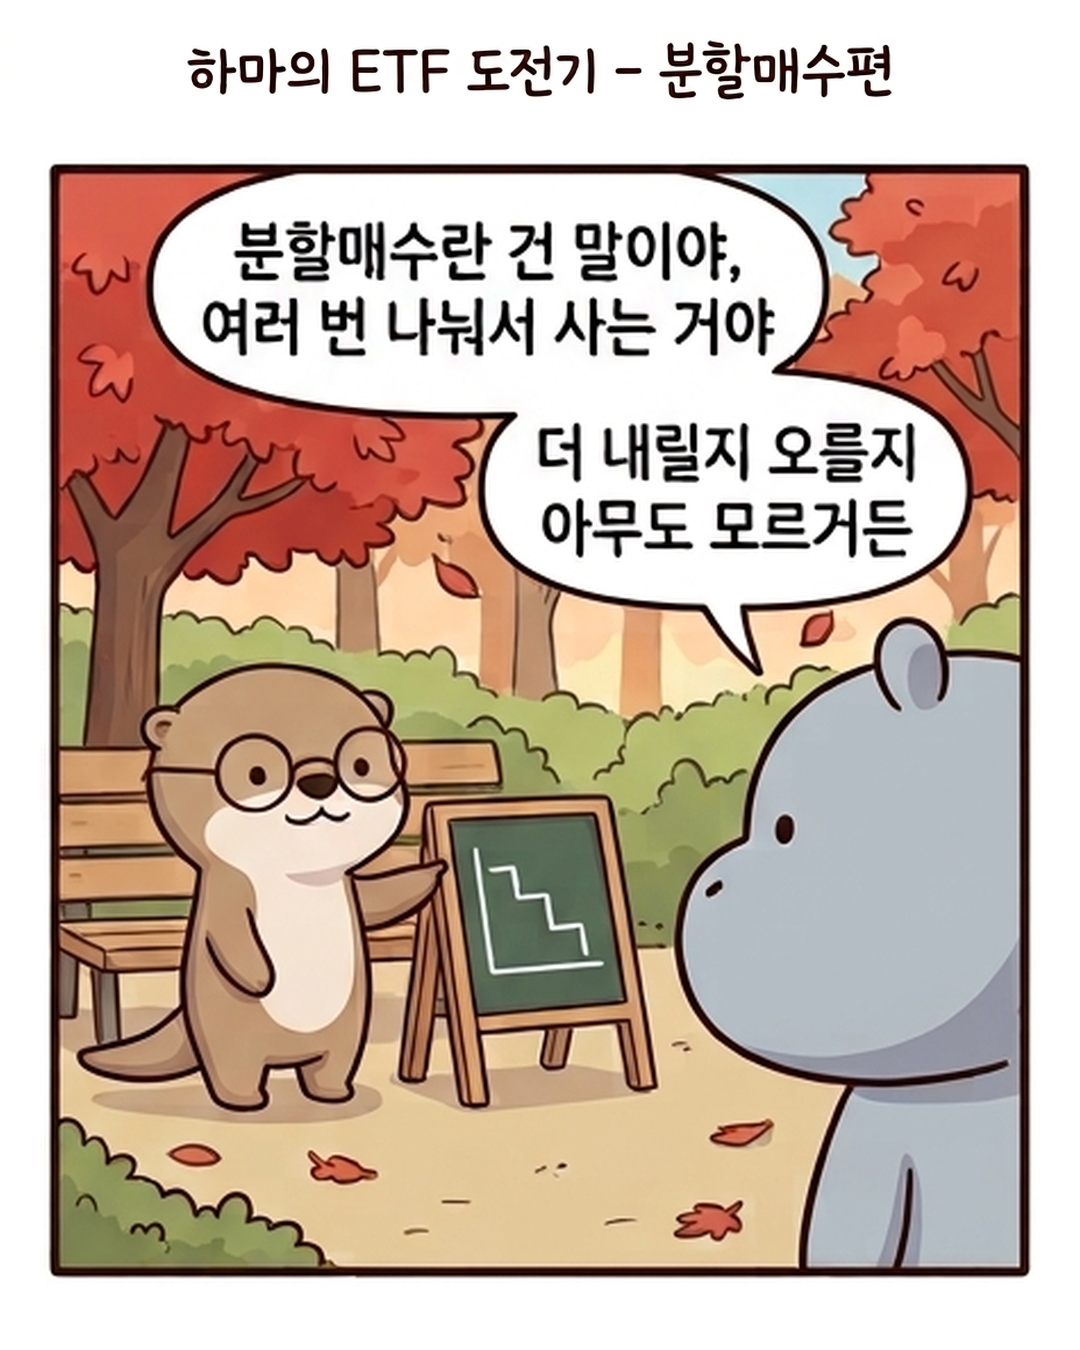 하마의 ETF 도전기 - 분할매수편
분할매수란 건 말이야,
여러 번 나눠서 사는 거야
더 내릴지 오를지
아무도 모르거든